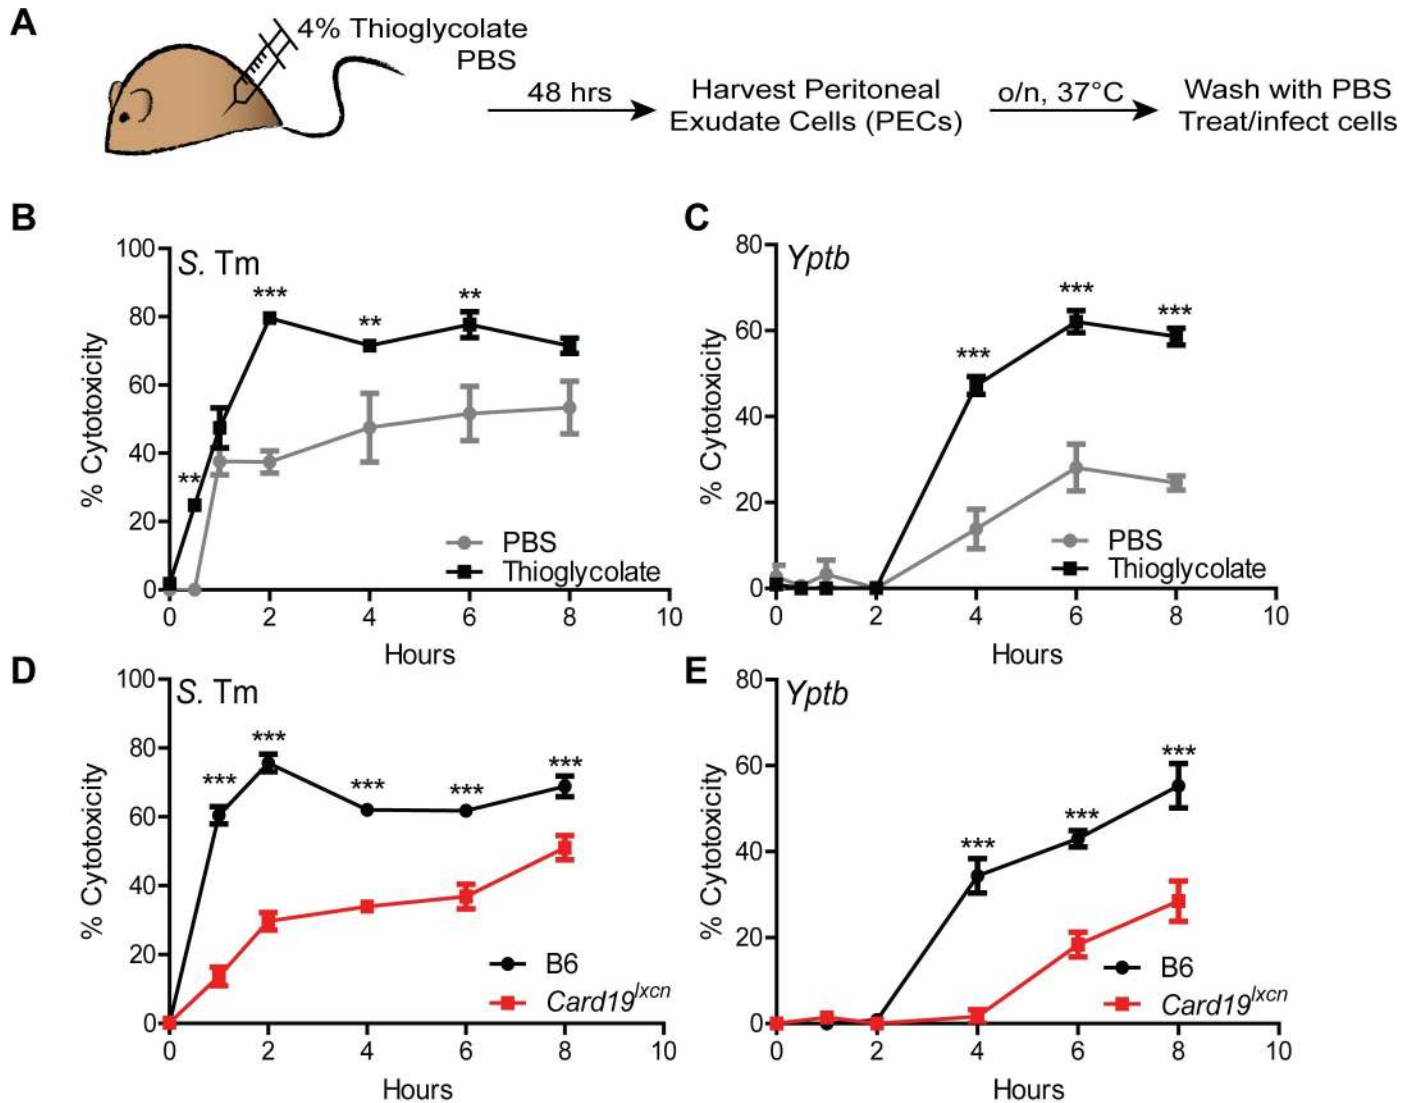 A
4% Thioglycolate
PBS
48 hrs
Harvest Peritoneal
Exudate Cells (PECs)
o/n, 37°C
Wash with PBS
Treat/infect cells
B
S. Tm
% Cytotoxicity
100
80
60
40
20
0
**
***
**
**
PBS
Thioglycolate
0 2 4 6 8 10
Hours
C
Yptb
% Cytotoxicity
80
60
40
20
0
***
***
***
PBS
Thioglycolate
0 2 4 6 8 10
Hours
D
S. Tm
% Cytotoxicity
100
80
60
40
20
0
***
***
***
***
***
B6
Card19lxcn
0 2 4 6 8 10
Hours
E
Yptb
% Cytotoxicity
80
60
40
20
0
***
***
***
B6
Card19lxcn
0 2 4 6 8 10
Hours